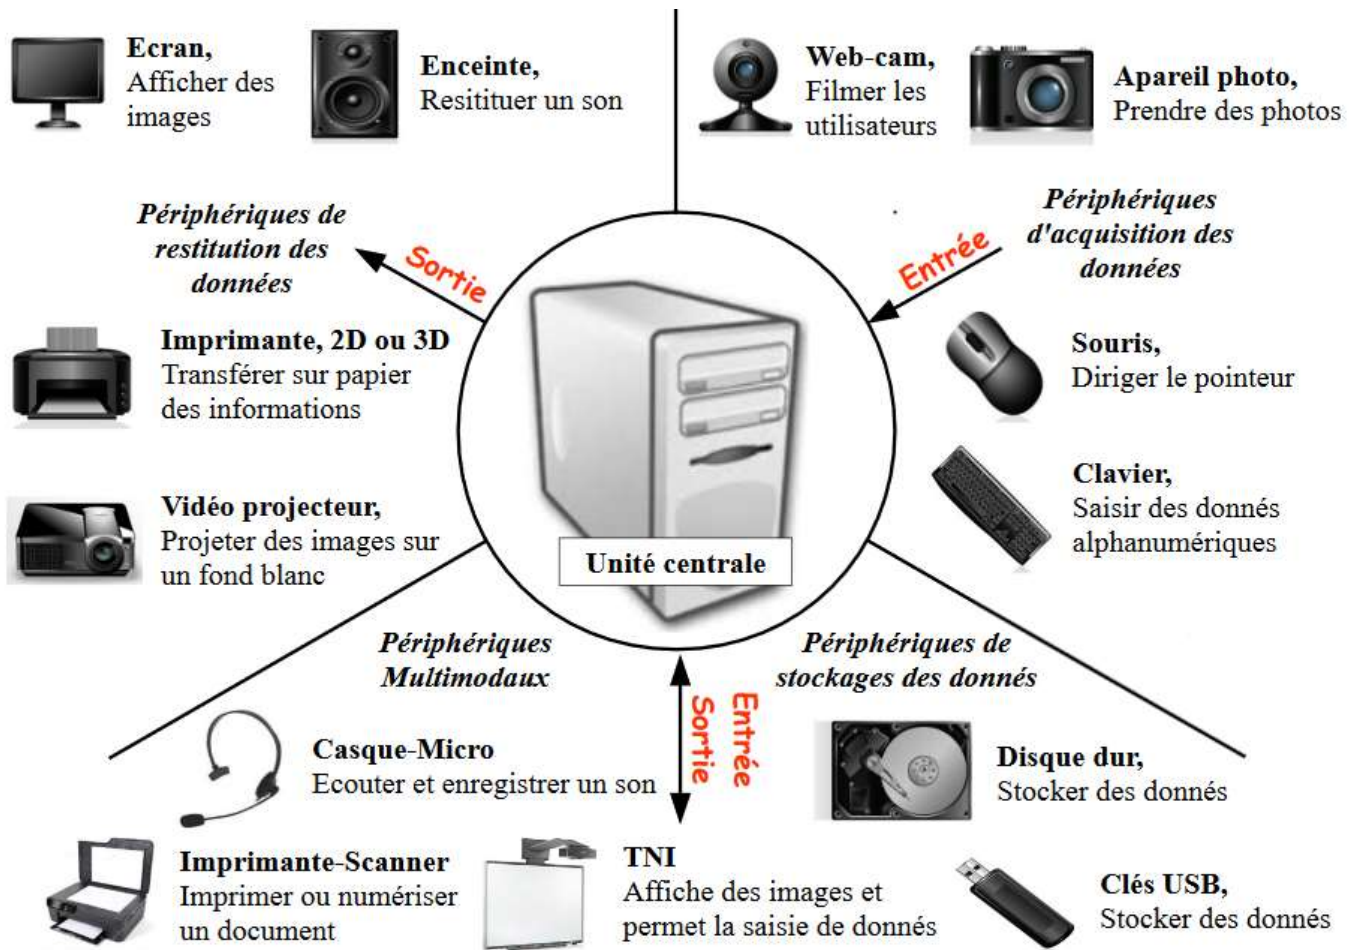 Ecran,
Afficher des
images
Enceinte,
Resitituer un son
Web-cam,
Filmer les
utilisateurs
Apareil photo,
Prendre des photos
Périphériques de
restitution des
données
Sortie
Entrée
Périphériques
d'acquisition des
données
Imprimante, 2D ou 3D
Transférer sur papier
des informations
Souris,
Diriger le pointeur
Vidéo projecteur,
Projeter des images sur
un fond blanc
Clavier,
Saisir des donnés
alphanumériques
Unité centrale
Périphériques
Multimodaux
Périphériques de
stockages des donnés
Sortie
Entrée
Casque-Micro
Ecouter et enregistrer un son
Disque dur,
Stocker des donnés
Imprimante-Scanner
Imprimer ou numériser
un document
TNI
Affiche des images et
permet la saisie de donnés
Clés USB,
Stocker des donnés